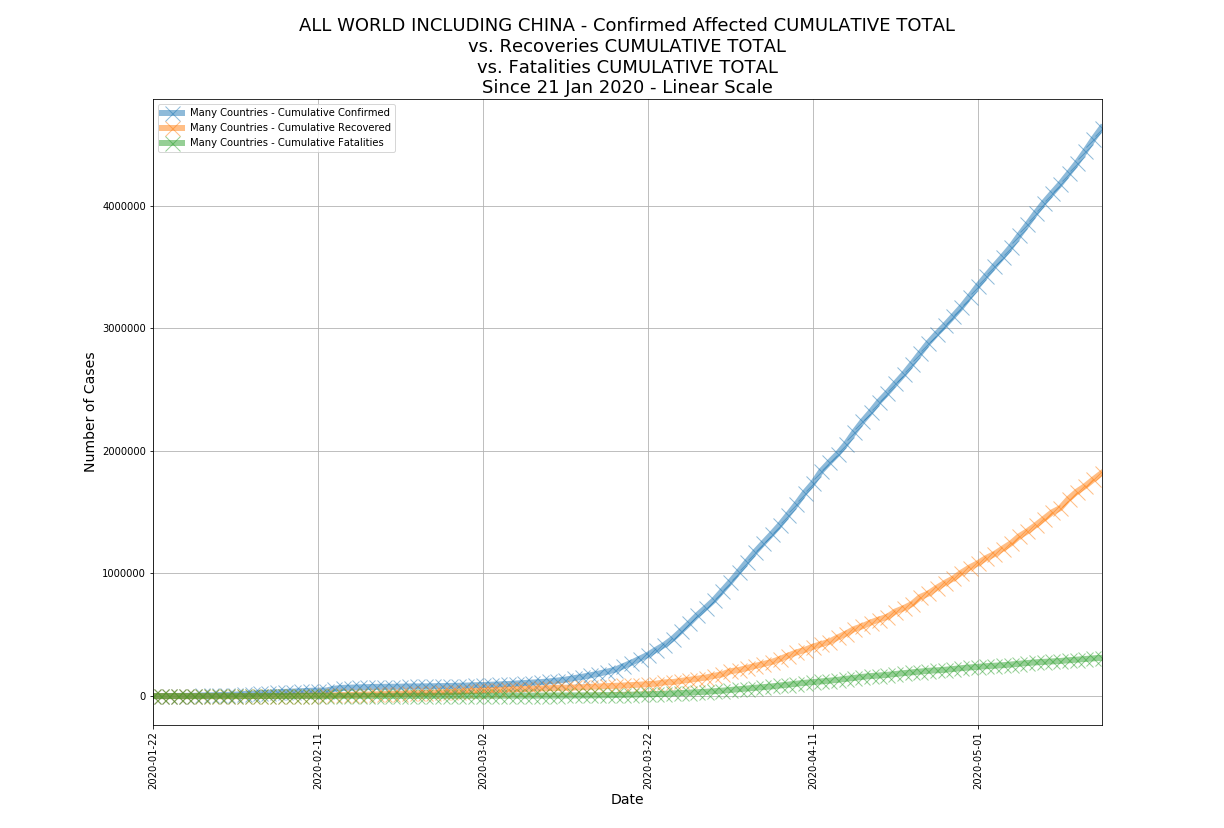 ALL WORLD INCLUDING CHINA - Confirmed Affected CUMULATIVE TOTAL
vs. Recoveries CUMULATIVE TOTAL
vs. Fatalities CUMULATIVE TOTAL
Since 21 Jan 2020 - Linear Scale
Many Countries - Cumulative Confirmed
Many Countries - Cumulative Recovered
Many Countries - Cumulative Fatalities
Number of Cases
4000000
3000000
2000000
1000000
0
2020-01-22
2020-02-11
2020-03-02
2020-03-22
2020-04-11
2020-05-01
Date